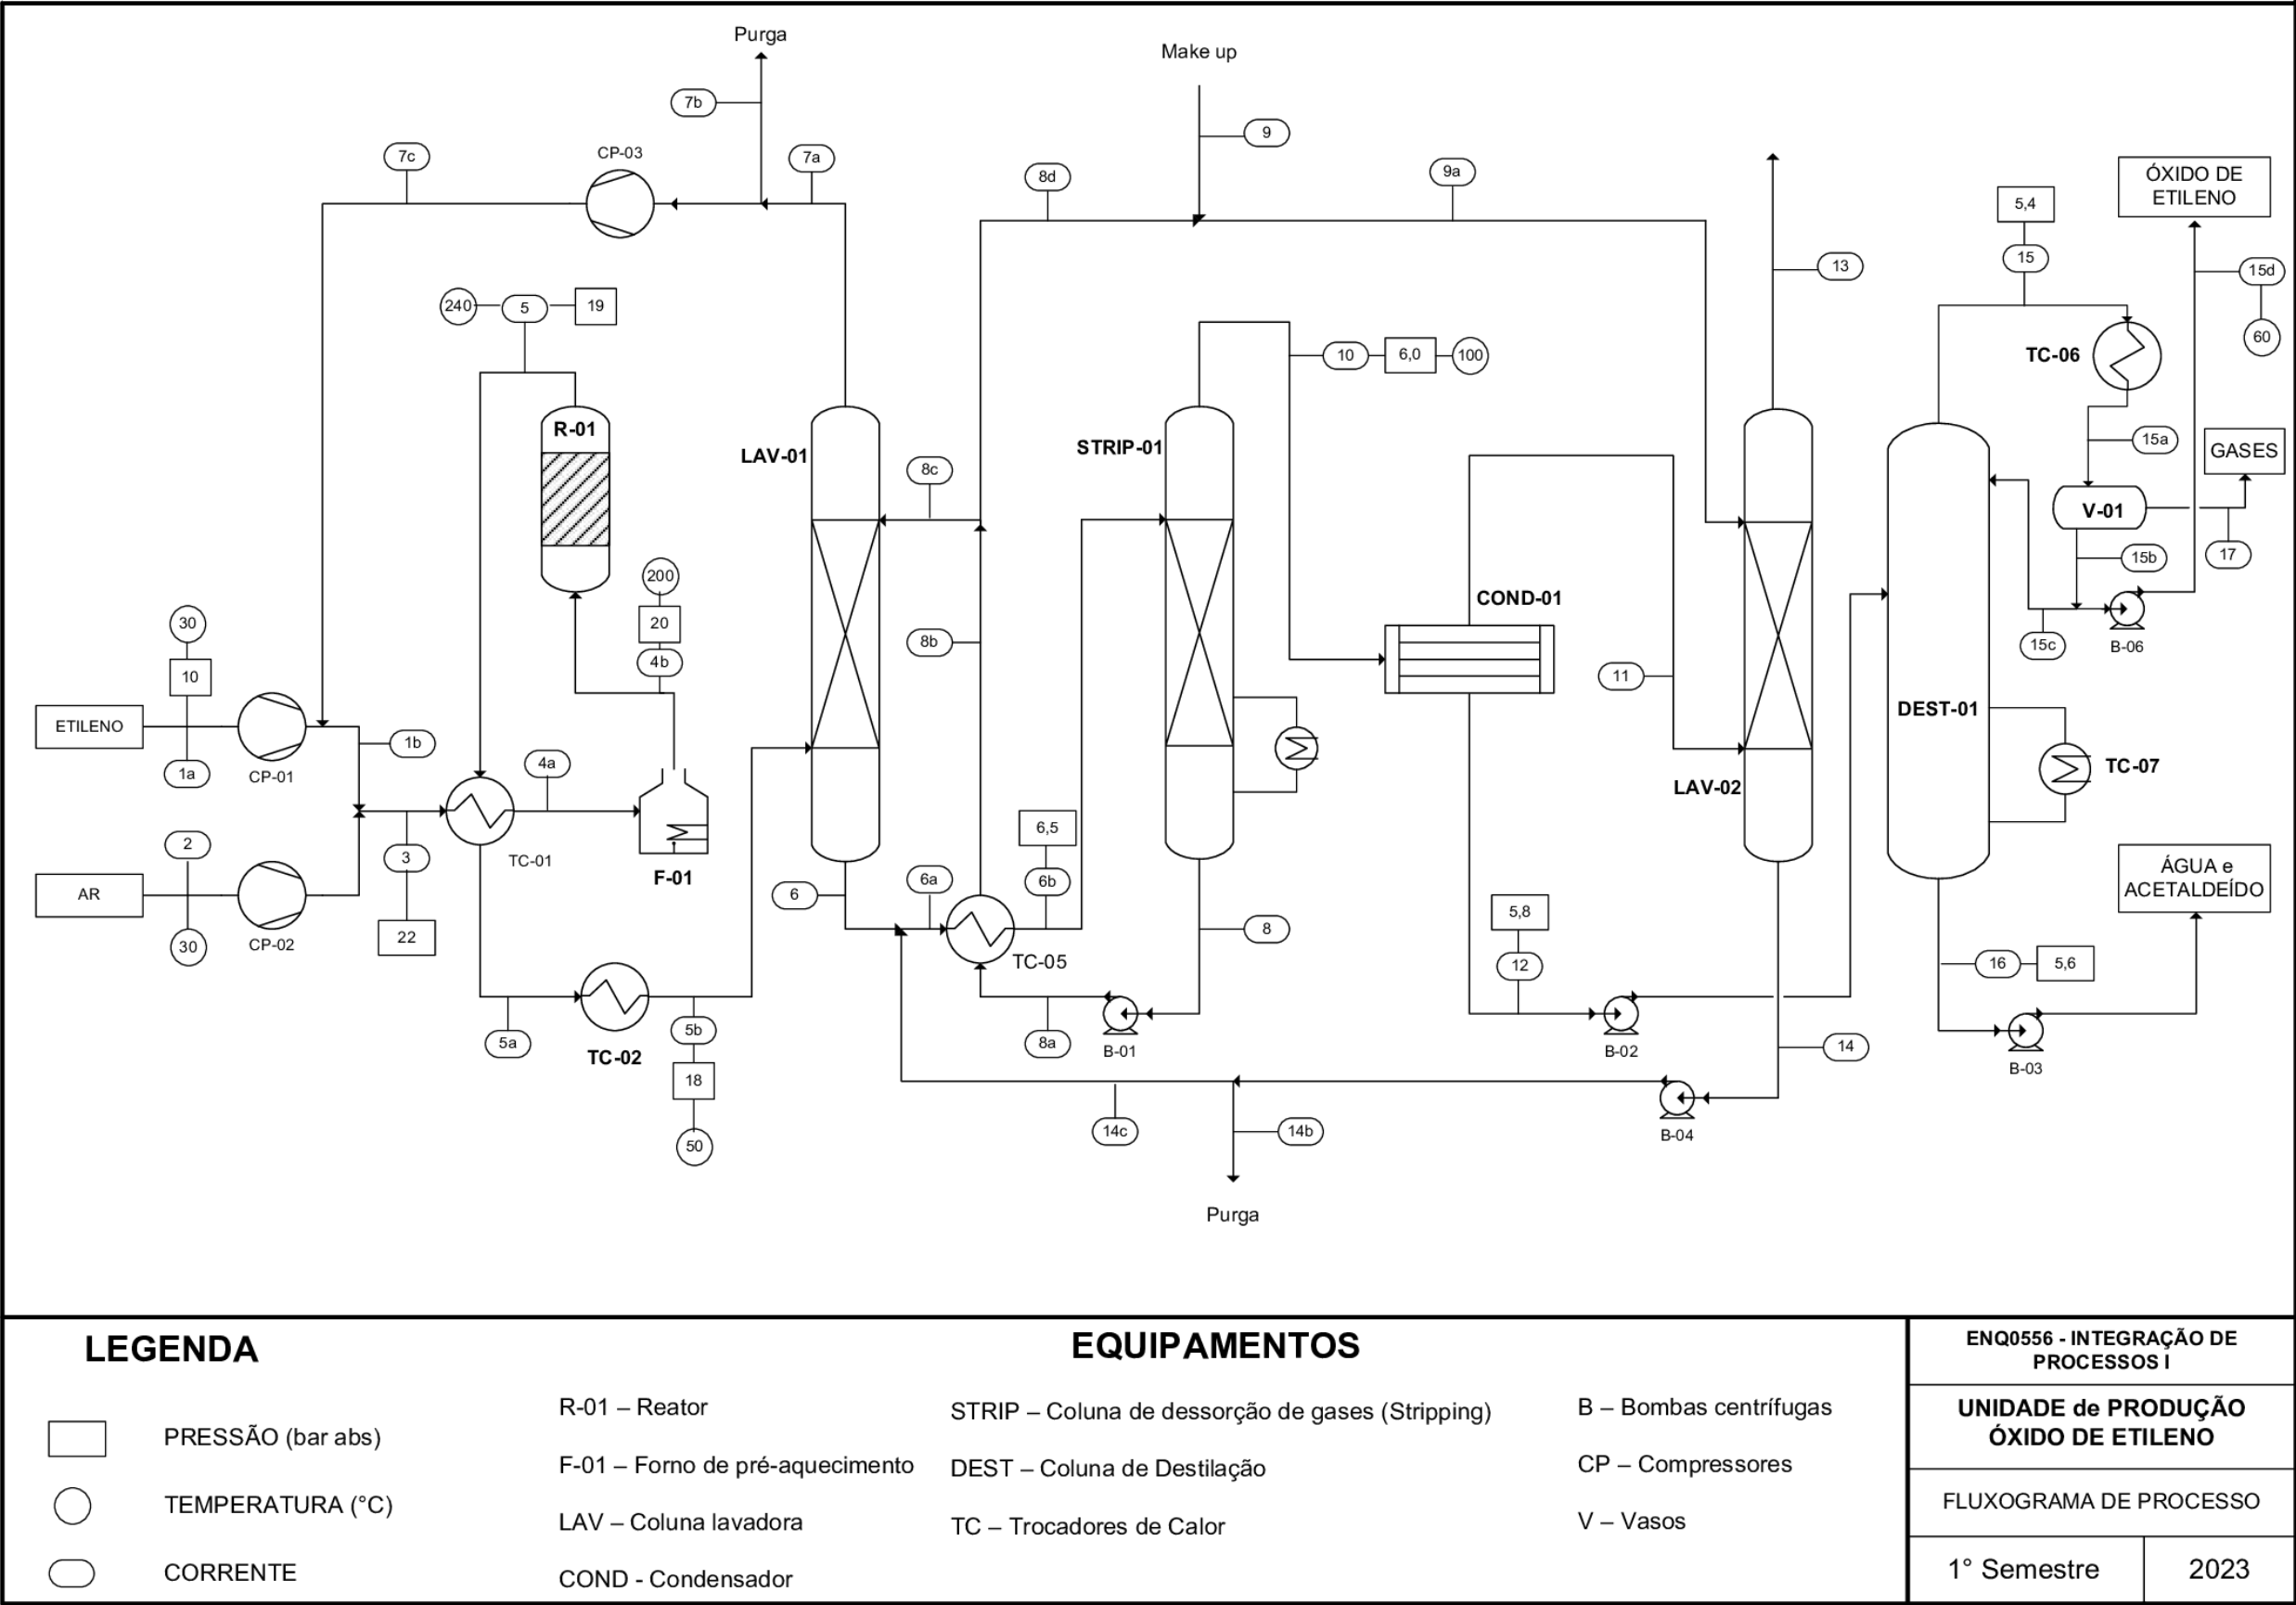 Purga
Make up
7b
9
CP-03
7c
7a
8d
9a
ÓXIDO DE
ETILENO
5,4
15
13
15d
240
5
19
60
10
6,0
100
TC-06
R-01
LAV-01
STRIP-01
8c
15a
GASES
V-01
15b
17
200
20
4b
COND-01
30
10
8b
11
15c
B-06
ETILENO
1a
CP-01
1b
4a
DEST-01
TC-07
LAV-02
6,5
2
3
TC-01
F-01
6
6a
6b
AR
30
CP-02
22
8
TC-05
5,8
12
ÁGUA e
ACETALDEÍDO
16
5,6
5a
TC-02
5b
18
50
8a
B-01
B-02
14
B-03
14c
14b
B-04
Purga
LEGENDA
PRESSÃO (bar abs)
TEMPERATURA (°C)
CORRENTE
EQUIPAMENTOS
R-01 – Reator
F-01 – Forno de pré-aquecimento
LAV – Coluna lavadora
COND - Condensador
STRIP – Coluna de dessorção de gases (Stripping)
DEST – Coluna de Destilação
TC – Trocadores de Calor
B – Bombas centrífugas
CP – Compressores
V – Vasos
ENQ0556 - INTEGRAÇÃO DE
PROCESSOS I
UNIDADE de PRODUÇÃO
ÓXIDO DE ETILENO
FLUXOGRAMA DE PROCESSO
1° Semestre
2023